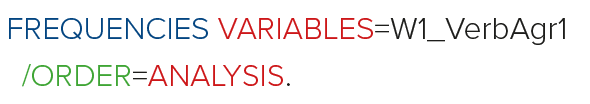 FREQUENCIES VARIABLES=W1_VerbAgr1
/ORDER=ANALYSIS.